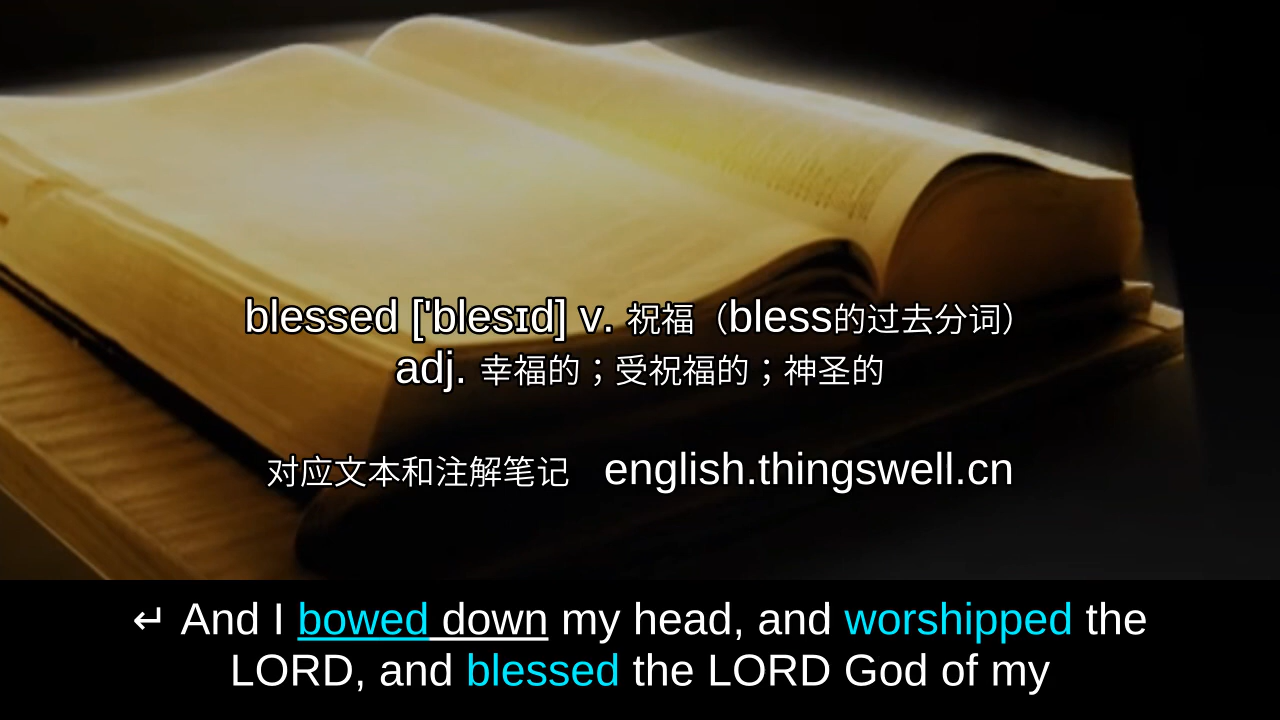 blessed ['blesɪd] v. 祝福（bless的过去分词）
adj. 幸福的；受祝福的；神圣的
对应文本和注解笔记 english.thingswell.cn
↵ And I bowed down my head, and worshipped the
LORD, and blessed the LORD God of my